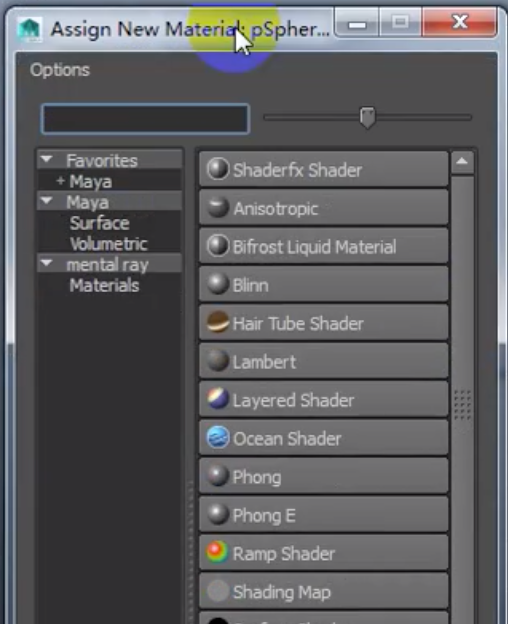 Assign New Material: pSpher...
Options
Favorites
+ Maya
Maya
Surface
Volumetric
mental ray
Materials
Shaderfx Shader
Anisotropic
Bifrost Liquid Material
Blinn
Hair Tube Shader
Lambert
Layered Shader
Ocean Shader
Phong
Phong E
Ramp Shader
Shading Map